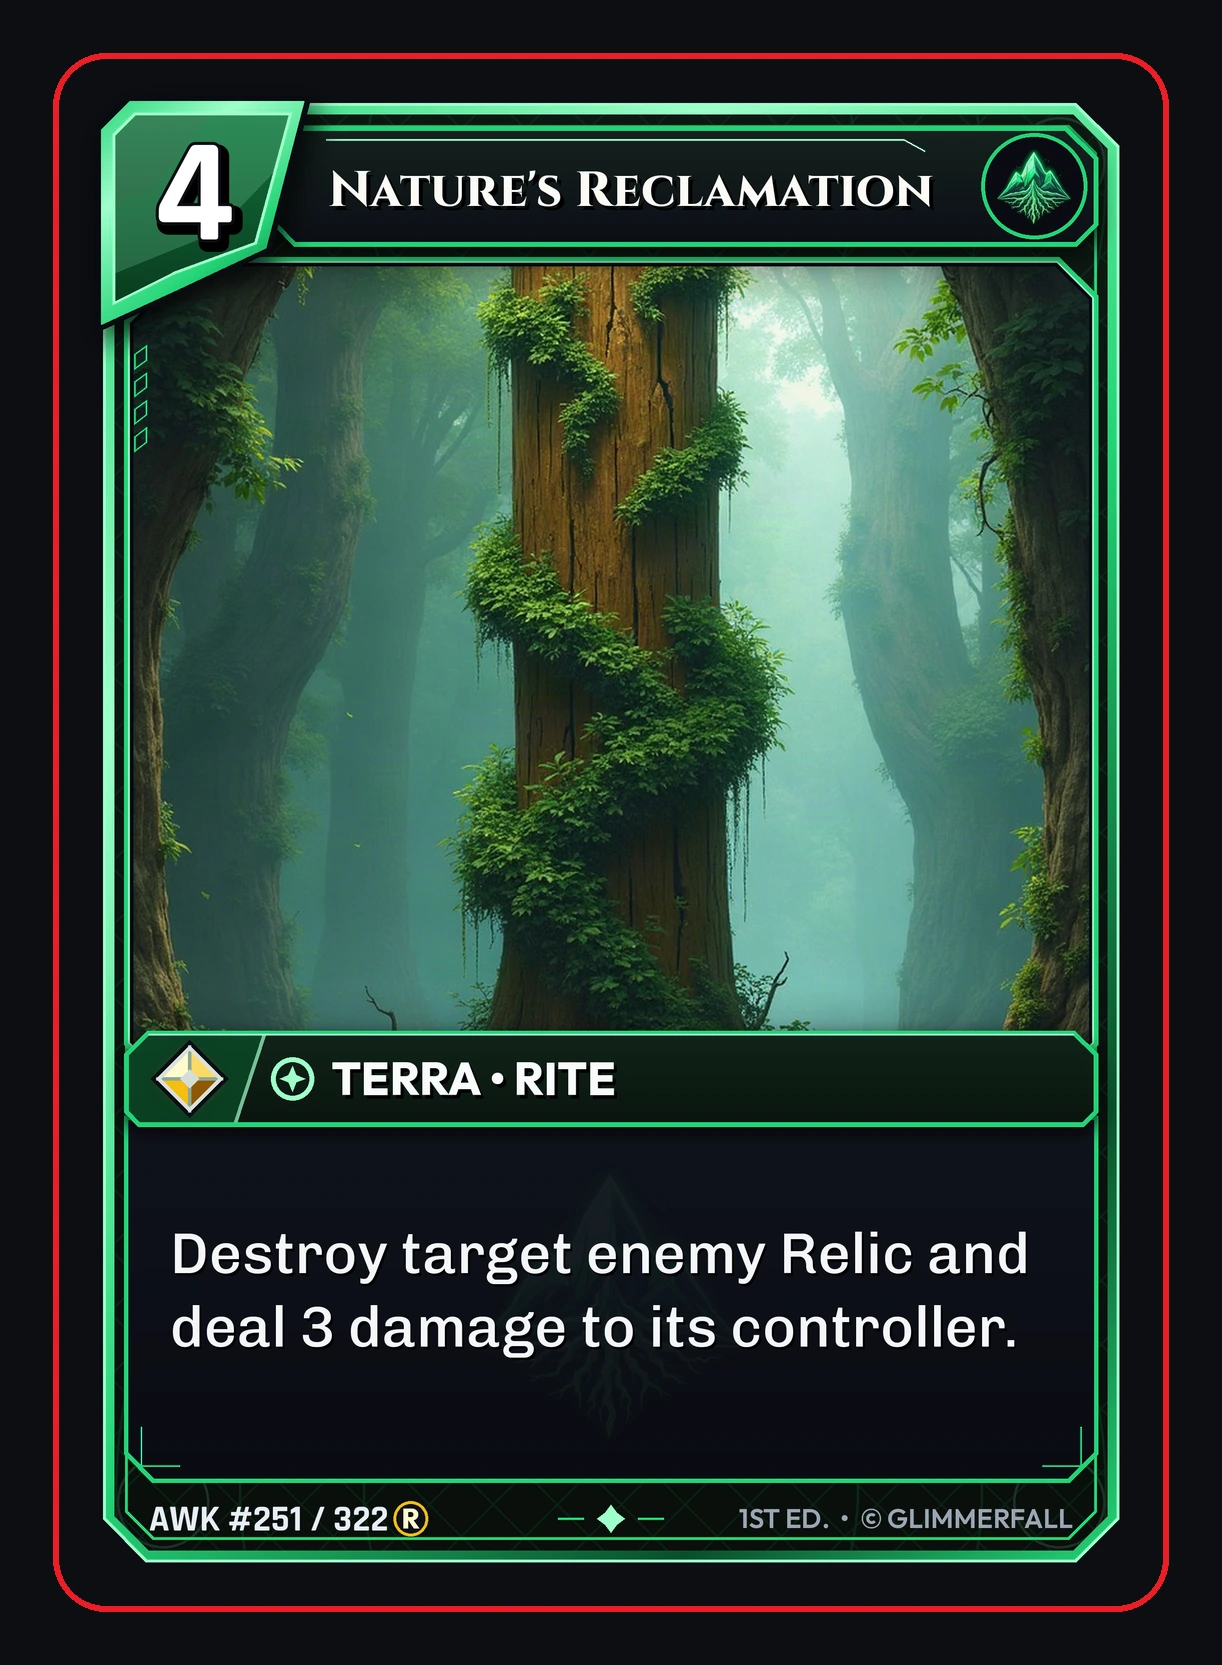 4
Nature's Reclamation
TERRA • RITE
Destroy target enemy Relic and
deal 3 damage to its controller.
AWK #251 / 322 R
1ST ED. • © GLIMMERFALL